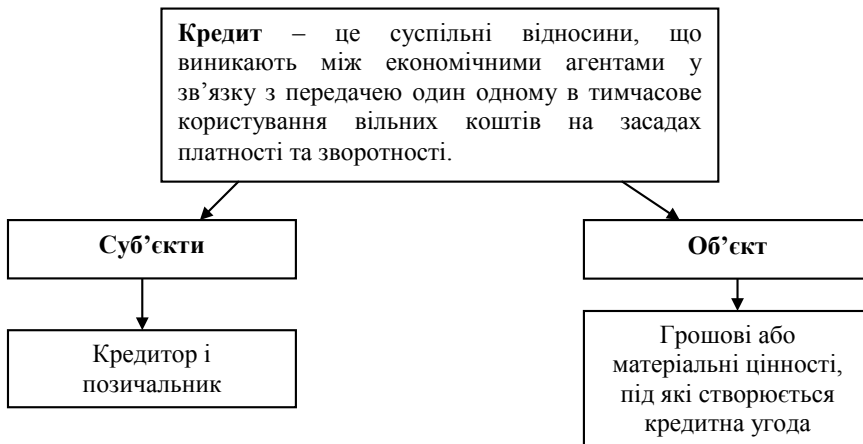 Кредит – це суспільні відносини, що
виникають між економічними агентами у
зв’язку з передачею один одному в тимчасове
користування вільних коштів на засадах
платності та зворотності.
Суб’єкти
Об’єкт
Кредитор і
позичальник
Грошові або
матеріальні цінності,
під які створюється
кредитна угода